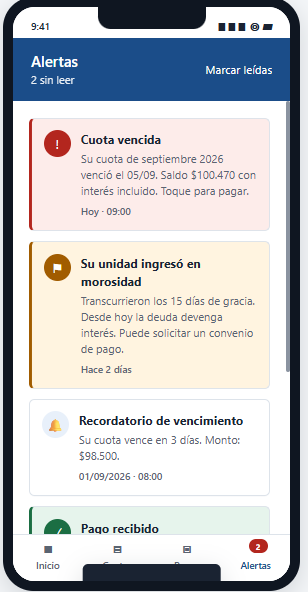 9:41
Alertas
2 sin leer
Marcar leídas
!
Cuota vencida
Su cuota de septiembre 2026
venció el 05/09. Saldo $100.470 con
interés incluido. Toque para pagar.
Hoy · 09:00
Su unidad ingresó en
morosidad
Transcurrieron los 15 días de gracia.
Desde hoy la deuda devenga
interés. Puede solicitar un convenio
de pago.
Hace 2 días
Recordatorio de vencimiento
Su cuota vence en 3 días. Monto:
$98.500.
01/09/2026 · 08:00
Pago recibido
2
Inicio
Alertas